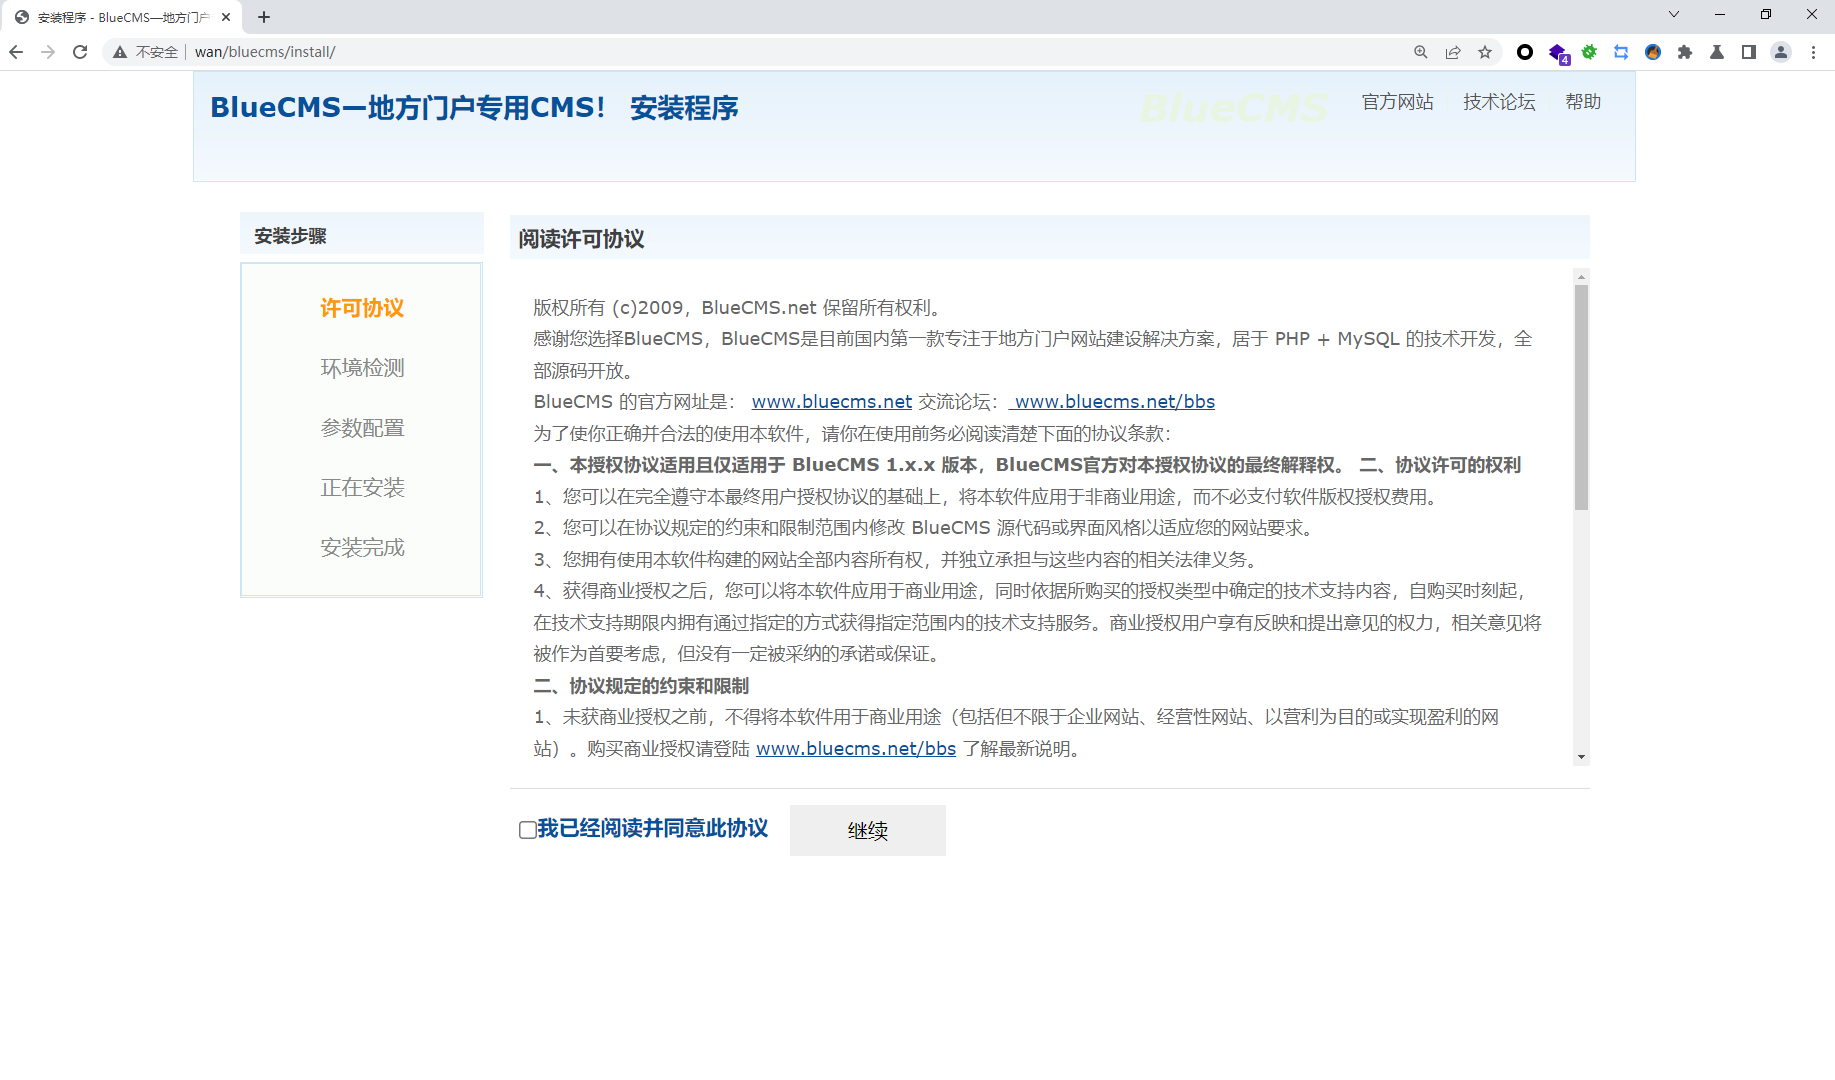 安装程序 - BlueCMS—地方门户
不安全 wan/bluecms/install/
4
BlueCMS—地方门户专用CMS! 安装程序
BlueCMS
官方网站 技术论坛 帮助
安装步骤
许可协议
环境检测
参数配置
正在安装
安装完成
阅读许可协议
版权所有 (c)2009，BlueCMS.net 保留所有权利。
感谢您选择BlueCMS，BlueCMS是目前国内第一款专注于地方门户网站建设解决方案，居于 PHP + MySQL 的技术开发，全
部源码开放。
BlueCMS 的官方网址是： www.bluecms.net 交流论坛： www.bluecms.net/bbs
为了使你正确并合法的使用本软件，请你在使用前务必阅读清楚下面的协议条款：
一、本授权协议适用且仅适用于 BlueCMS 1.x.x 版本，BlueCMS官方对本授权协议的最终解释权。 二、协议许可的权利
1、您可以在完全遵守本最终用户授权协议的基础上，将本软件应用于非商业用途，而不必支付软件版权授权费用。
2、您可以在协议规定的约束和限制范围内修改 BlueCMS 源代码或界面风格以适应您的网站要求。
3、您拥有使用本软件构建的网站全部内容所有权，并独立承担与这些内容的相关法律义务。
4、获得商业授权之后，您可以将本软件应用于商业用途，同时依据所购买的授权类型中确定的技术支持内容，自购买时刻起，
在技术支持期限内拥有通过指定的方式获得指定范围内的技术支持服务。商业授权用户享有反映和提出意见的权力，相关意见将
被作为首要考虑，但没有一定被采纳的承诺或保证。
二、协议规定的约束和限制
1、未获商业授权之前，不得将本软件用于商业用途（包括但不限于企业网站、经营性网站、以营利为目的或实现盈利的网
站）。购买商业授权请登陆 www.bluecms.net/bbs 了解最新说明。
我已经阅读并同意此协议
继续